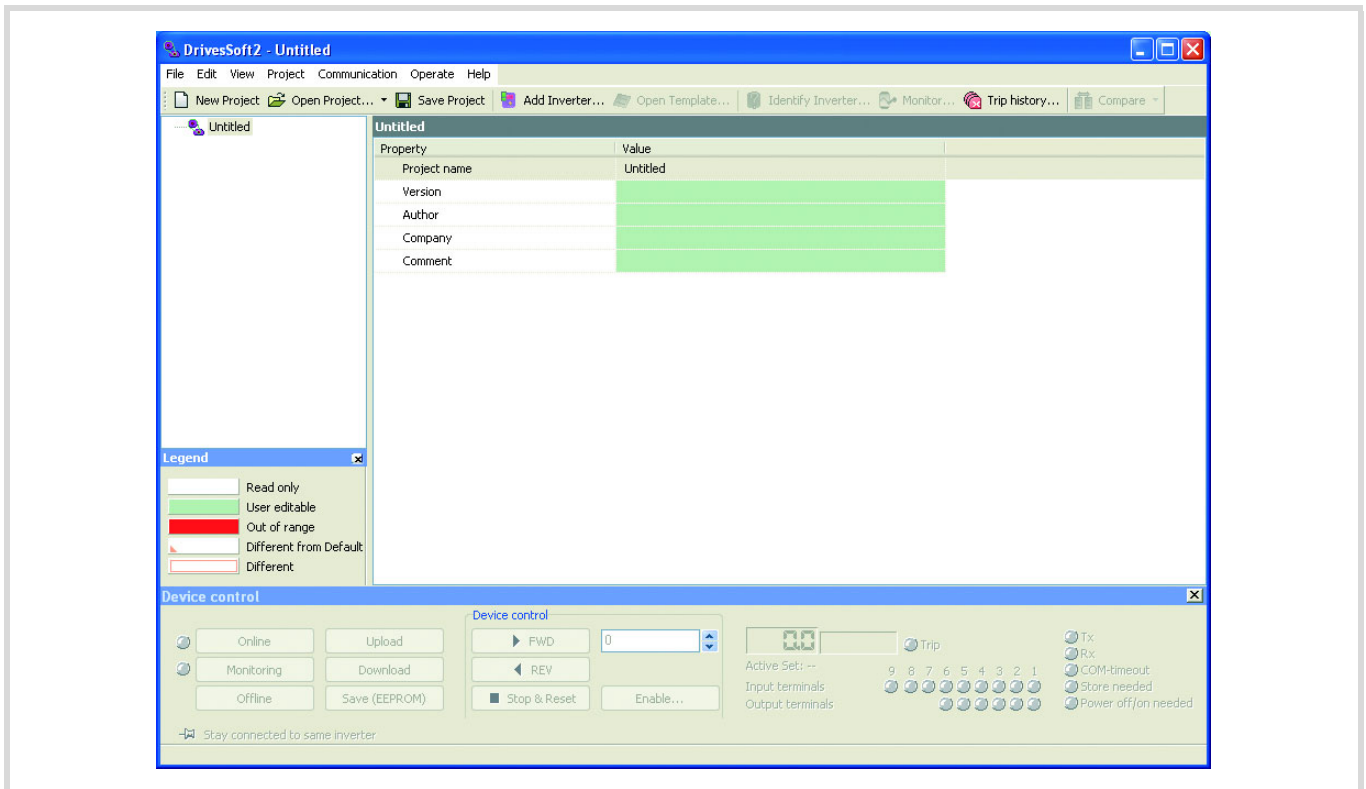 DrivesSoft2 - Untitled
File Edit View Project Communication Operate Help
New Project Open Project... Save Project Add Inverter... Open Template... Identify Inverter... Monitor... Trip history... Compare
Untitled
Untitled
Property Value
Project name Untitled
Version
Author
Company
Comment
Legend
Read only
User editable
Out of range
Different from Default
Different
Device control
Device control
Online Upload FWD 0 0.0 Trip Tx
Rx
Monitoring Download REV Active Set: -- 9 8 7 6 5 4 3 2 1 COM-timeout
Input terminals Store needed
Offline Save (EEPROM) Stop & Reset Enable... Output terminals Power off/on needed
Stay connected to same inverter